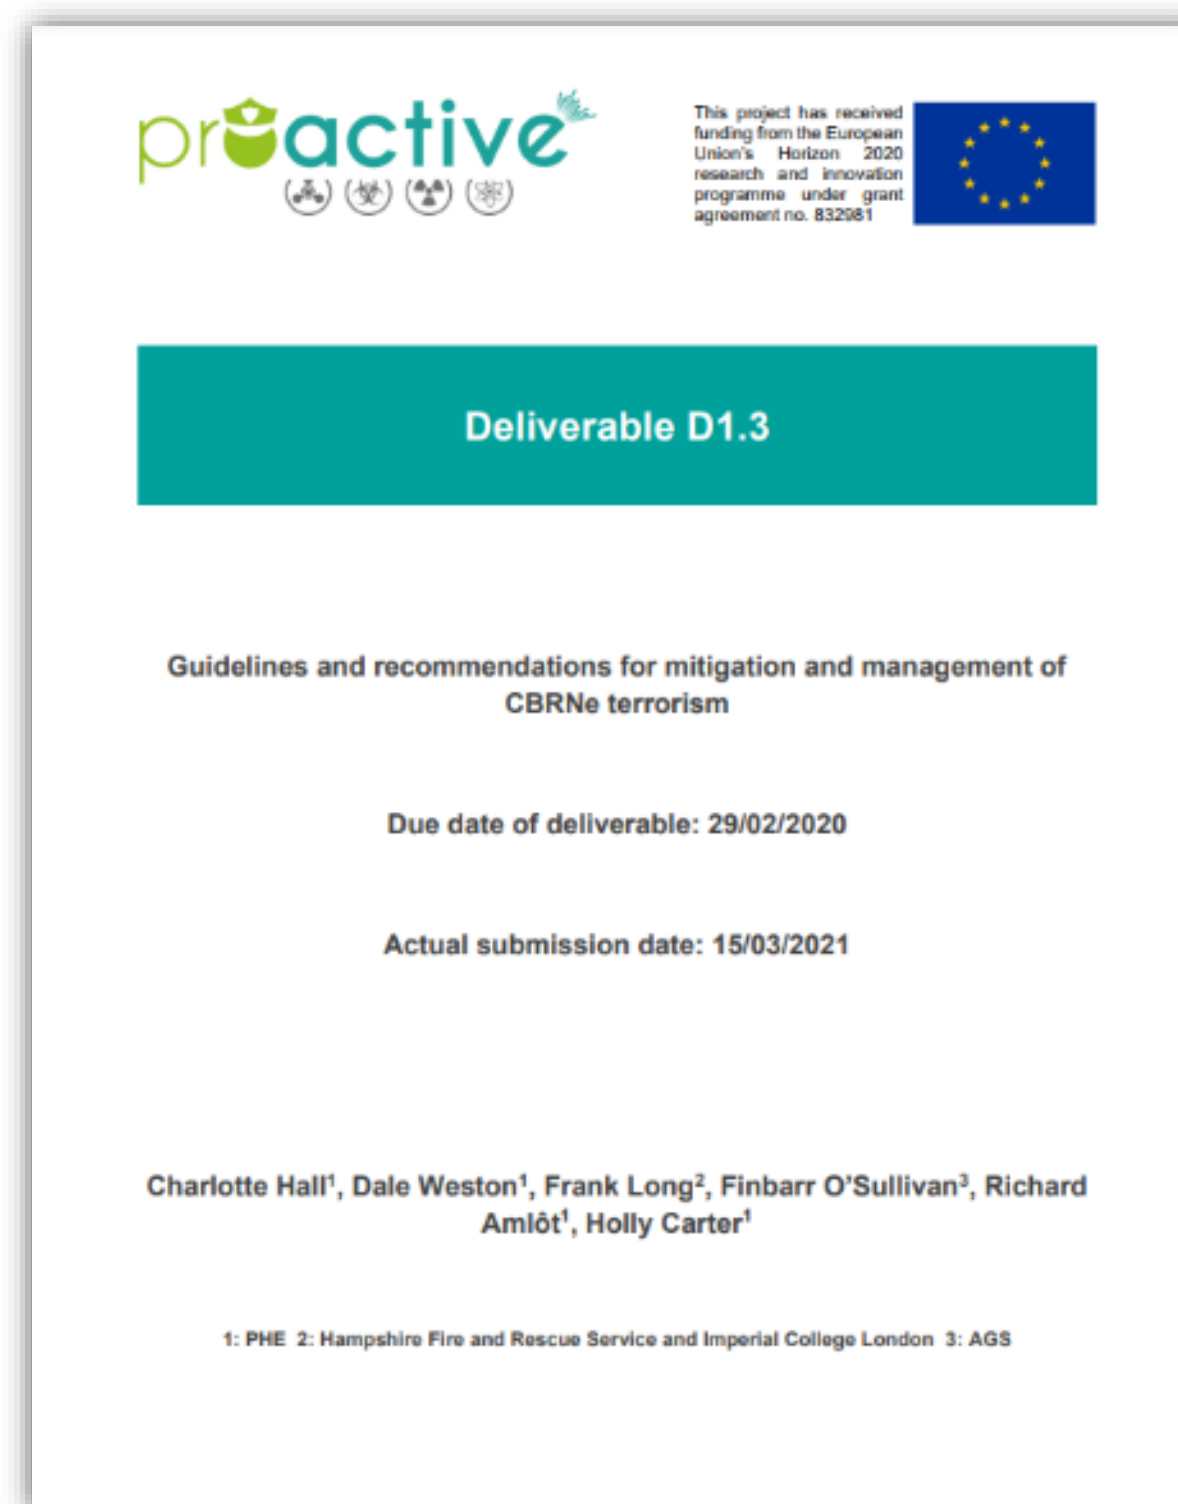 proactive
This project has received
funding from the European
Union's Horizon 2020
research and innovation
programme under grant
agreement no. 832981
Deliverable D1.3
Guidelines and recommendations for mitigation and management of
CBRNe terrorism
Due date of deliverable: 29/02/2020
Actual submission date: 15/03/2021
Charlotte Hall¹, Dale Weston¹, Frank Long², Finbarr O'Sullivan³, Richard
Amlôt¹, Holly Carter¹
1: PHE 2: Hampshire Fire and Rescue Service and Imperial College London 3: AGS